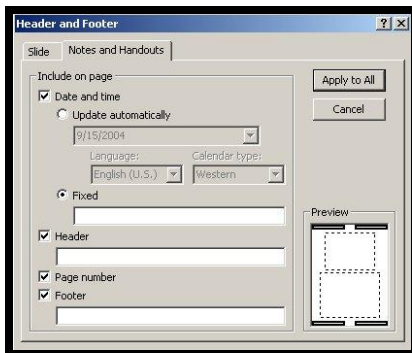 Header and Footer
Slide
Notes and Handouts
Include on page
Date and time
Update automatically
9/15/2004
Language:
Calendar type:
English (U.S.)
Western
Fixed
Header
Page number
Footer
Apply to All
Cancel
Preview